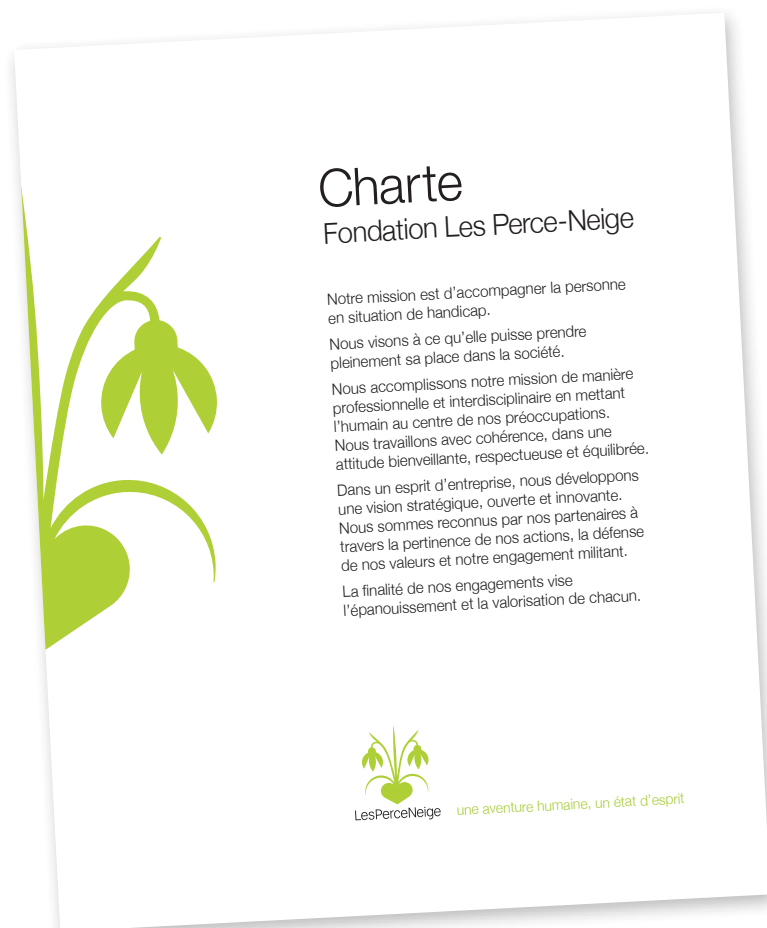 Charte
Fondation Les Perce-Neige
Notre mission est d'accompagner la personne
en situation de handicap.
Nous visons à ce qu'elle puisse prendre
pleinement sa place dans la société.
Nous accomplissons notre mission de manière
professionnelle et interdisciplinaire en mettant
l'humain au centre de nos préoccupations.
Nous travaillons avec cohérence, dans une
attitude bienveillante, respectueuse et équilibrée.
Dans un esprit d'entreprise, nous développons
une vision stratégique, ouverte et innovante.
Nous sommes reconnus par nos partenaires à
travers la pertinence de nos actions, la défense
de nos valeurs et notre engagement militant.
La finalité de nos engagements vise
l'épanouissement et la valorisation de chacun.
LesPerceNeige une aventure humaine, un état d'esprit